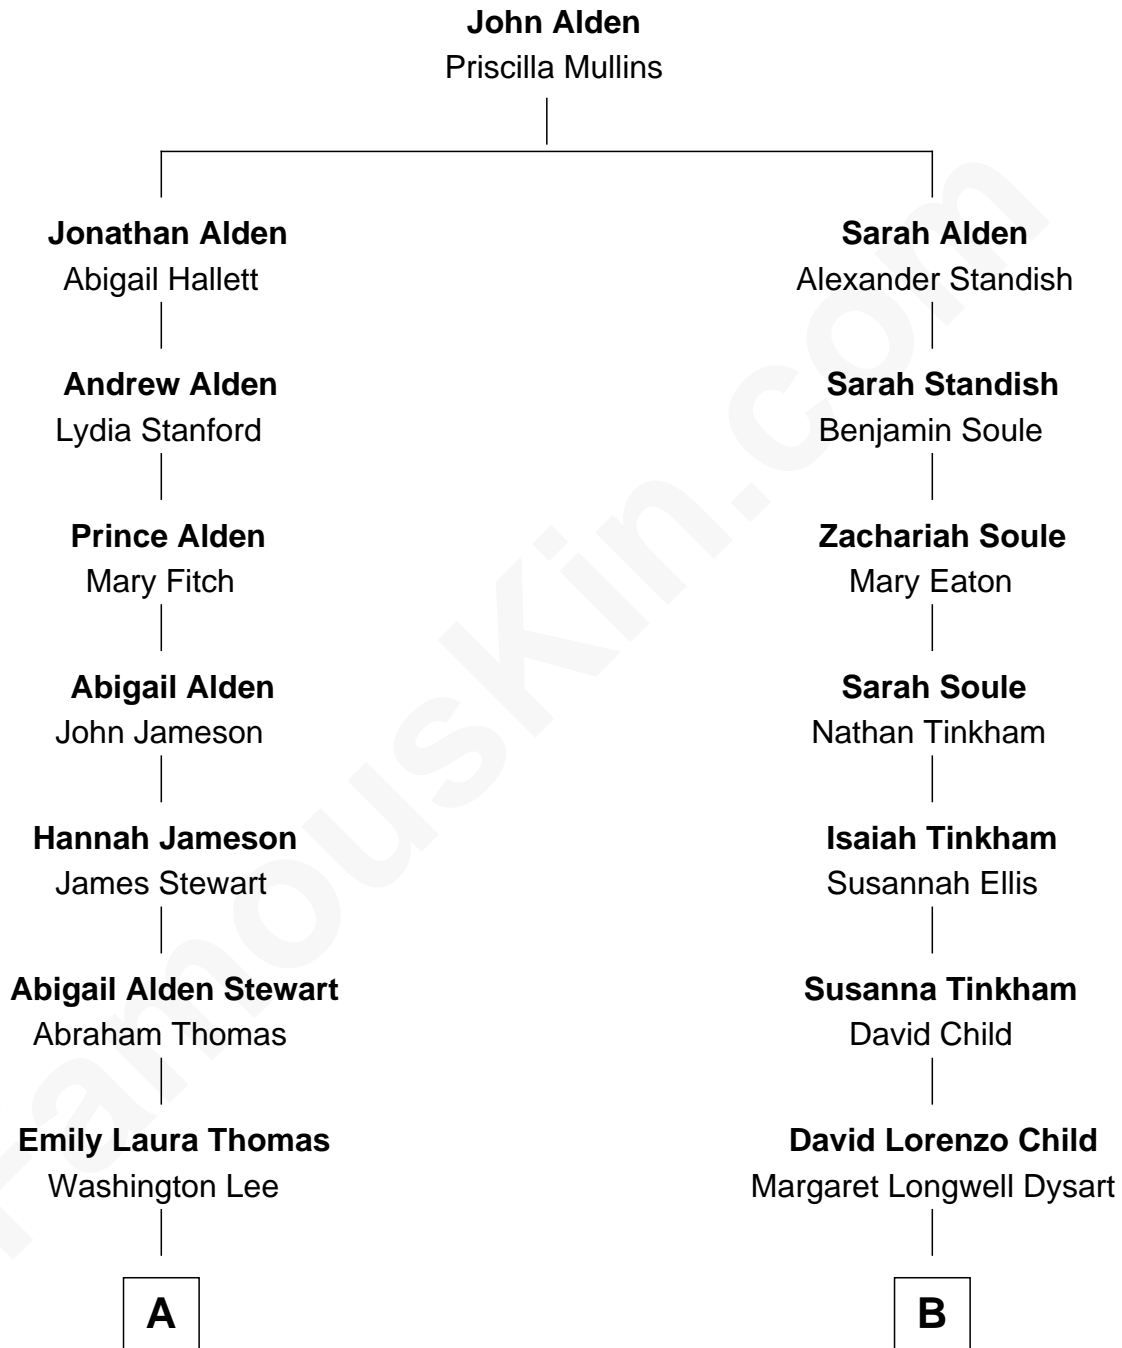 John Alden
Priscilla Mullins
Jonathan Alden
Abigail Hallett
Sarah Alden
Alexander Standish
Andrew Alden
Lydia Stanford
Sarah Standish
Benjamin Soule
Prince Alden
Mary Fitch
Zachariah Soule
Mary Eaton
Abigail Alden
John Jameson
Sarah Soule
Nathan Tinkham
Hannah Jameson
James Stewart
Isaiah Tinkham
Susannah Ellis
Abigail Alden Stewart
Abraham Thomas
Susanna Tinkham
David Child
Emily Laura Thomas
Washington Lee
David Lorenzo Child
Margaret Longwell Dysart
A
B
FamousKin.com